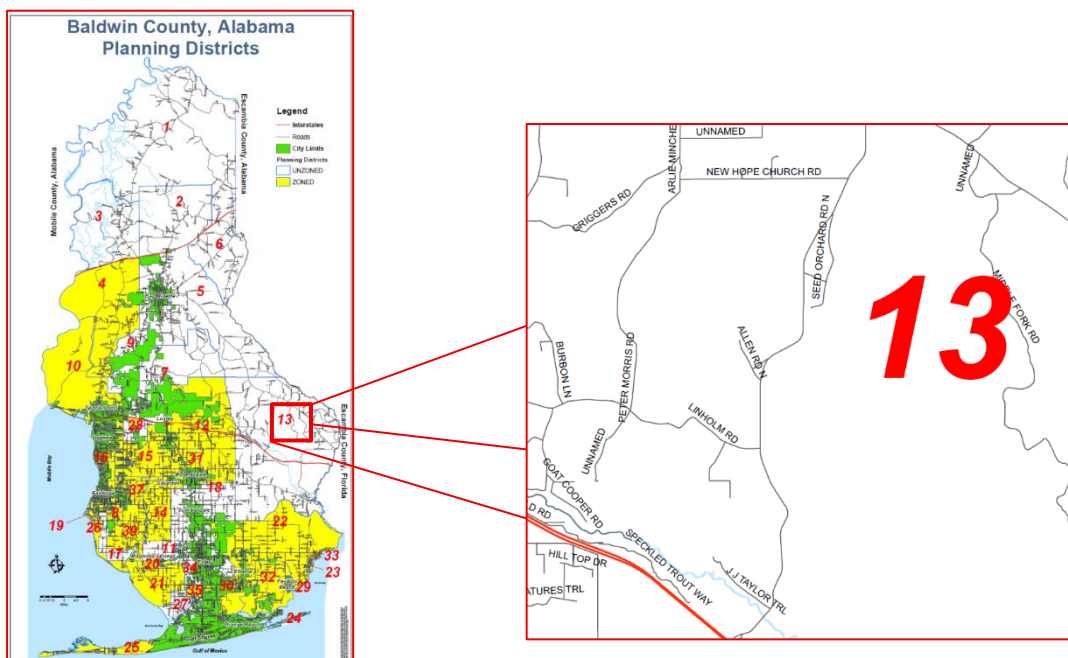 Baldwin County, Alabama
Planning Districts
Escambia County, Alabama
Legend
Interstates
Roads
City Limits
Planning Districts
UNZONED
ZONED
Mobile County, Alabama
1
2
3
6
4
5
9
10
7
13
28
12
16
15
31
37
18
19
8
14
22
26
39
17
11
33
20
34
32
23
21
35
30
29
27
24
25
Mobile Bay
Escambia County, Florida
Gulf of Mexico
UNNAMED
ARLIE MINCHE
NEW HOPE CHURCH RD
UNNAMED
GRIGGERS RD
SEED ORCHARD RD N
13
MIDDLE FORK RD
BURBON LN
PETER MORRIS RD
ALLEN RD N
LINHOLM RD
UNNAMED
GOAT COOPER RD
D RD
SPECKLED TROUT WAY
HILL TOP DR
J J TAYLOR TRL
ATURES TRL